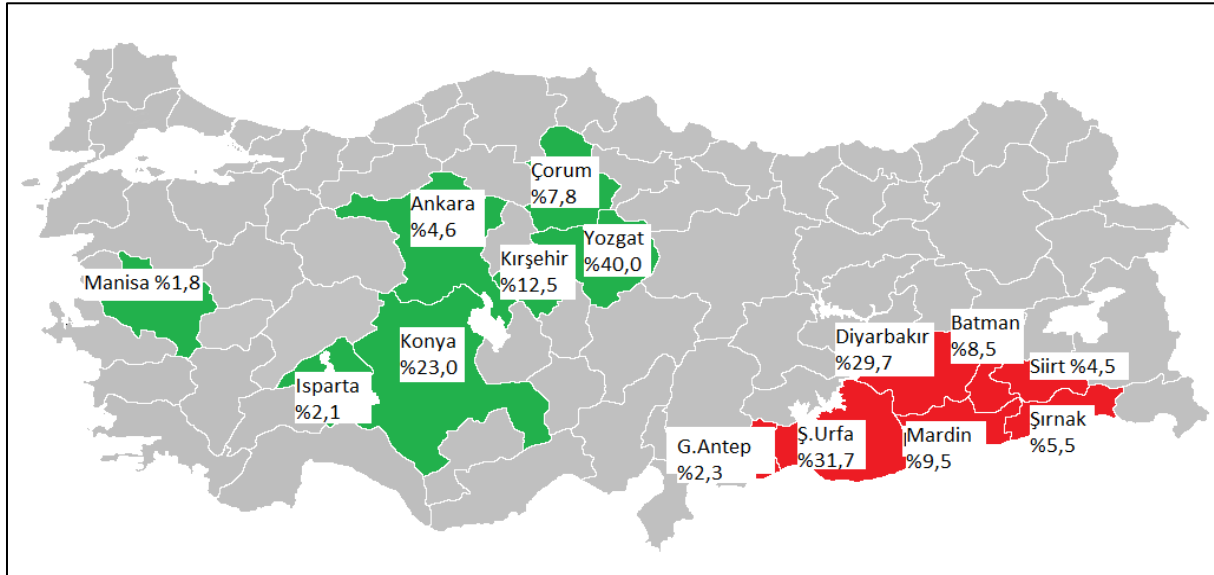 Çorum
%7,8
Ankara
%4,6
Yozgat
%40,0
Kırşehir
%12,5
Manisa %1,8
Konya
%23,0
Isparta
%2,1
Diyarbakır
%29,7
Batman
%8,5
Siirt %4,5
Şırnak
%5,5
G.Antep
%2,3
Ş.Urfa
%31,7
Mardin
%9,5